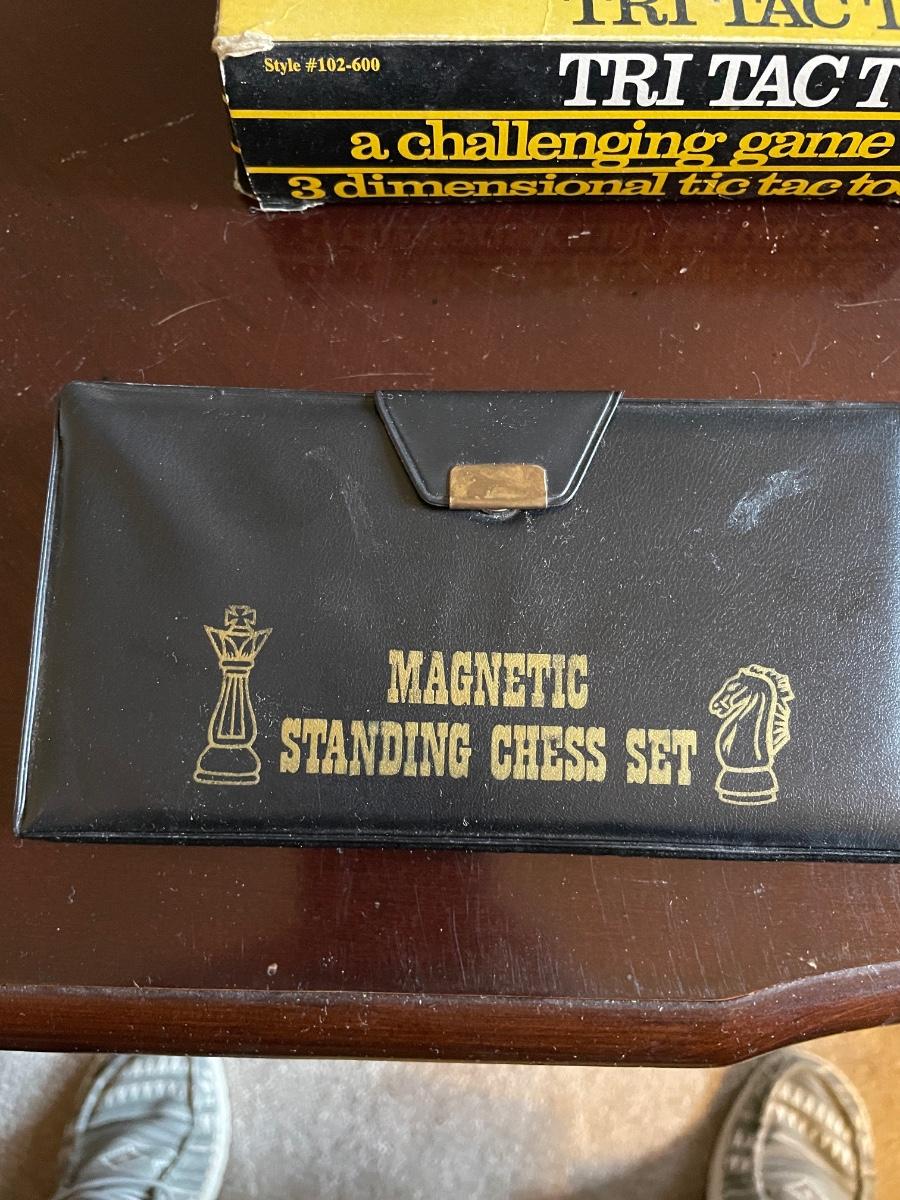 TRI TAC T
Style #102-600
TRI TAC T
a challenging game
3 dimensional tic tac to
MAGNETIC
STANDING CHESS SET